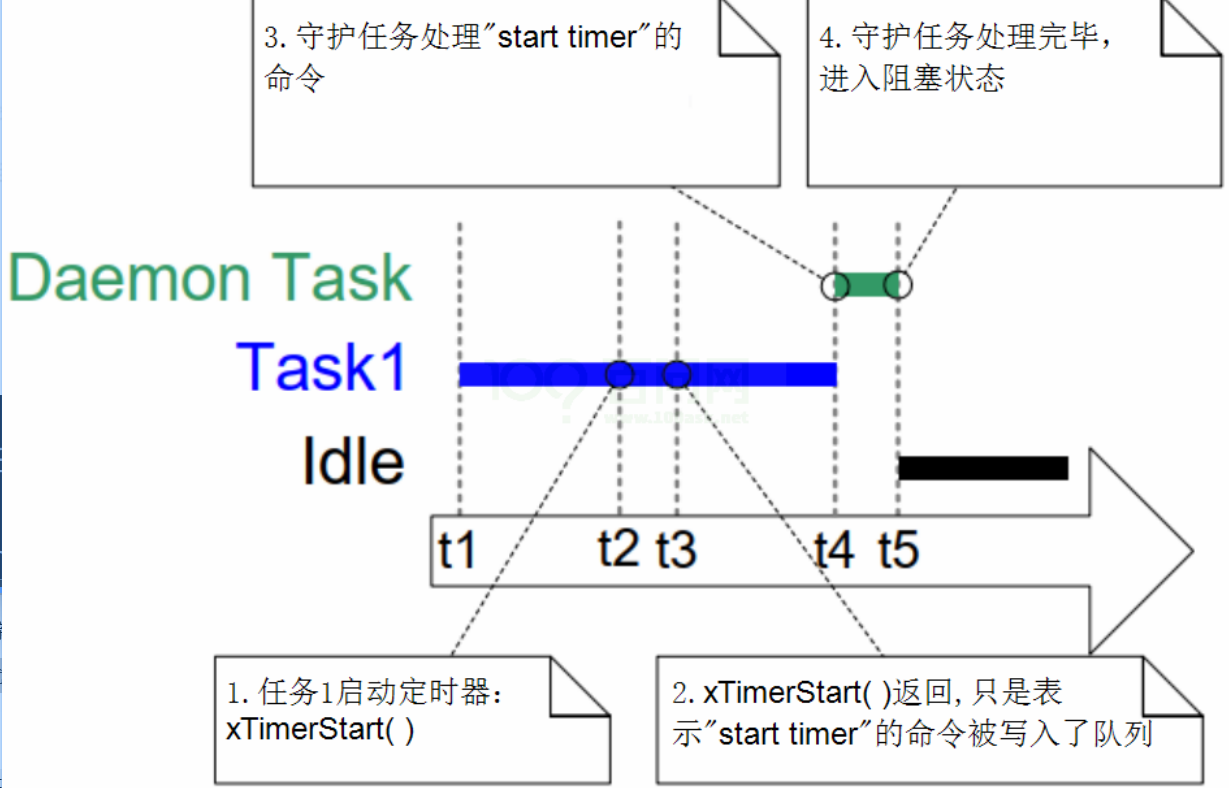 3.守护任务处理"start timer"的
命令
4.守护任务处理完毕，
进入阻塞状态
Daemon Task
Task1
Idle
t1 t2 t3 t4 t5
1.任务1启动定时器：
xTimerStart( )
2.xTimerStart( )返回,只是表
示"start timer"的命令被写入了队列